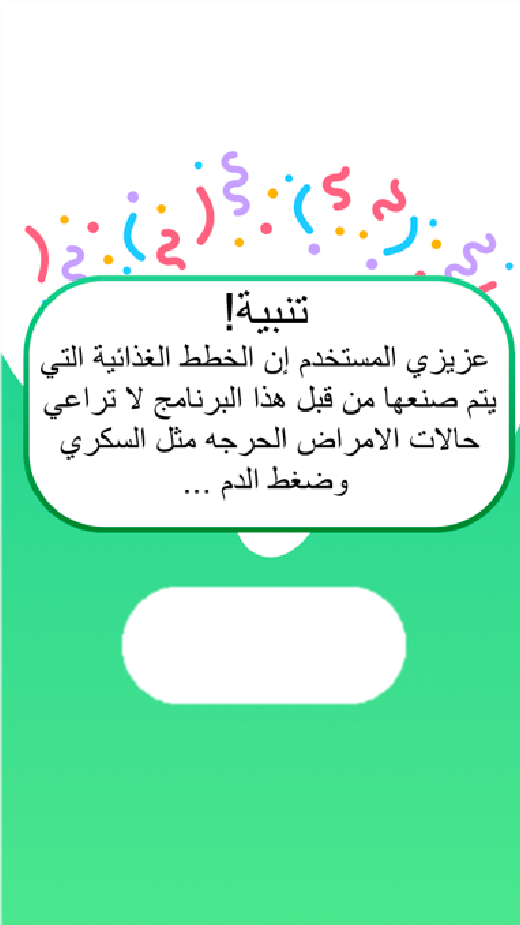 تنبية!
عزيزي المستخدم إن الخطط الغذائية التي
يتم صنعها من قبل هذا البرنامج لا تراعي
حالات الامراض الحرجه مثل السكري
وضغط الدم ...